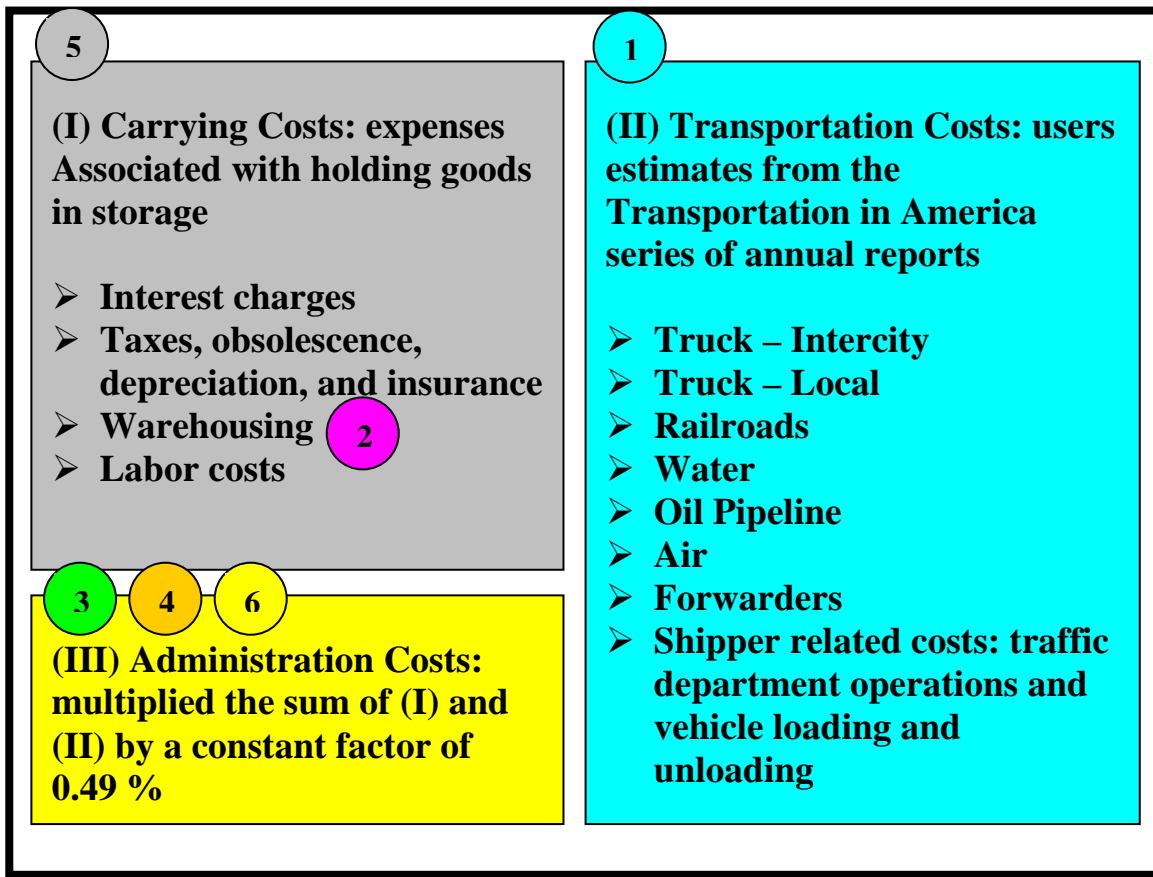 5
(I) Carrying Costs: expenses
Associated with holding goods
in storage
➢ Interest charges
➢ Taxes, obsolescence,
depreciation, and insurance
➢ Warehousing
2
➢ Labor costs
3 4 6
(III) Administration Costs:
multiplied the sum of (I) and
(II) by a constant factor of
0.49 %
1
(II) Transportation Costs: users
estimates from the
Transportation in America
series of annual reports
➢ Truck – Intercity
➢ Truck – Local
➢ Railroads
➢ Water
➢ Oil Pipeline
➢ Air
➢ Forwarders
➢ Shipper related costs: traffic
department operations and
vehicle loading and
unloading